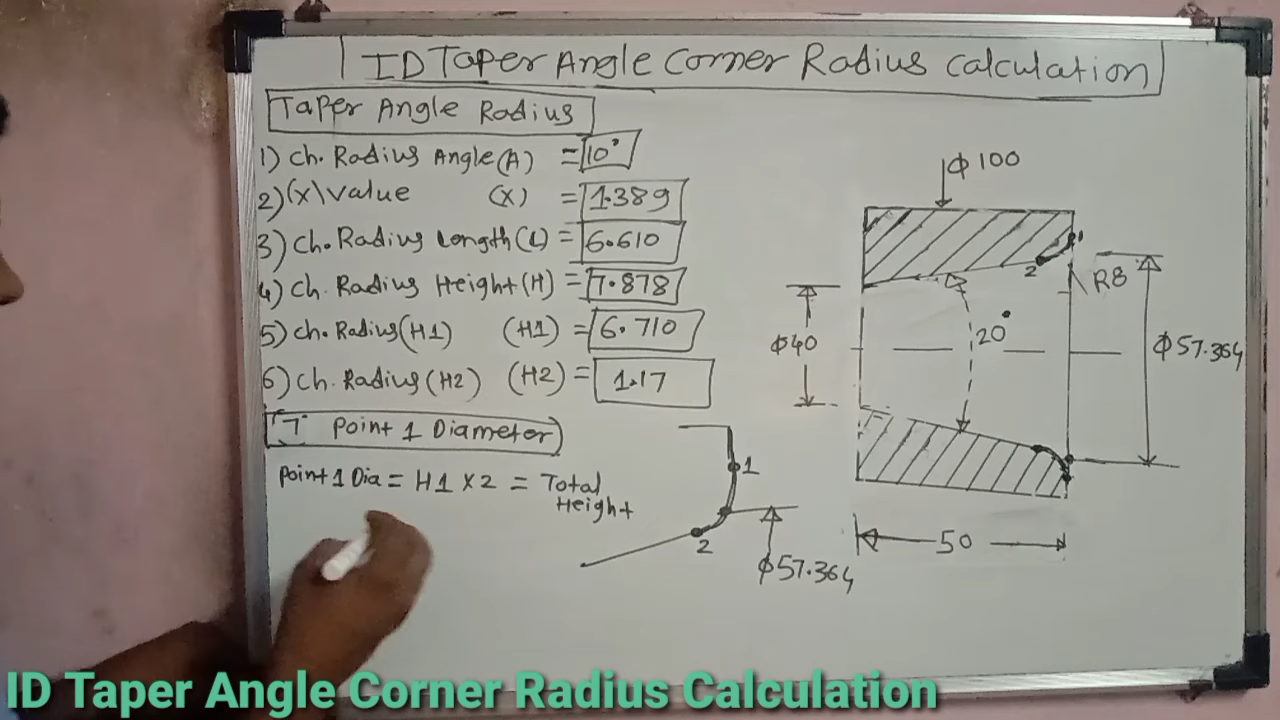 ID Taper Angle Corner Radius Calculation
Taper Angle Radius
1) Ch. Radius Angle (A) = 10°
2) (X) Value (X) = 1.389
3) Ch. Radius Length (L) = 6.610
4) Ch. Radius Height (H) = 7.878
5) Ch. Radius (H1) (H1) = 6.710
6) Ch. Radius (H2) (H2) = 1.17
7 Point 1 Diameter
Point 1 Dia = H1 X 2 = Total
Height
1
2
ϕ57.364
ϕ100
1
2
R8
ϕ40
20°
ϕ57.364
50
ID Taper Angle Corner Radius Calculation